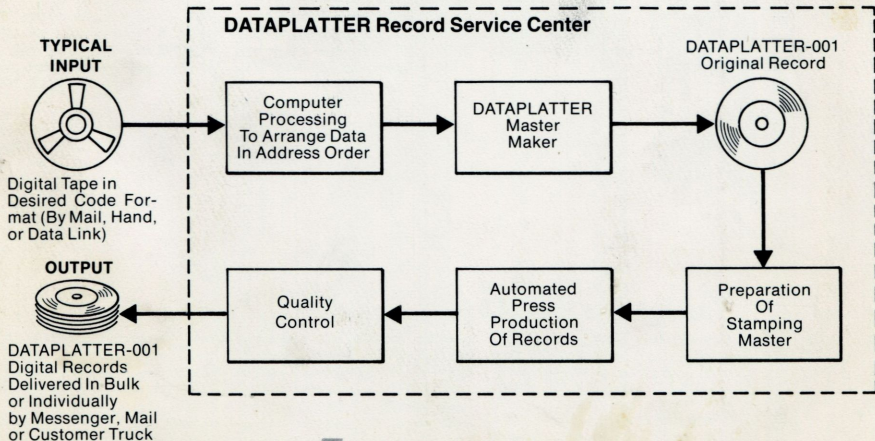 DATAPLATTER Record Service Center
TYPICAL
INPUT
Digital Tape in
Desired Code For-
mat (By Mail, Hand,
or Data Link)
Computer
Processing
To Arrange Data
In Address Order
DATAPLATTER
Master
Maker
DATAPLATTER-001
Original Record
Preparation
Of
Stamping
Master
Automated
Press
Production
Of Records
Quality
Control
OUTPUT
DATAPLATTER-001
Digital Records
Delivered In Bulk
or Individually
by Messenger, Mail
or Customer Truck